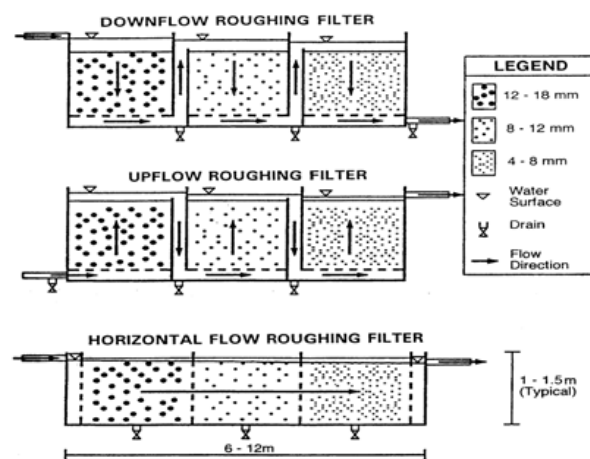 DOWNFLOW ROUGHING FILTER
LEGEND
12 - 18 mm
8 - 12 mm
4 - 8 mm
Water
Surface
Drain
Flow
Direction
UPFLOW ROUGHING FILTER
HORIZONTAL FLOW ROUGHING FILTER
1 - 1.5m
(Typical)
6 - 12m